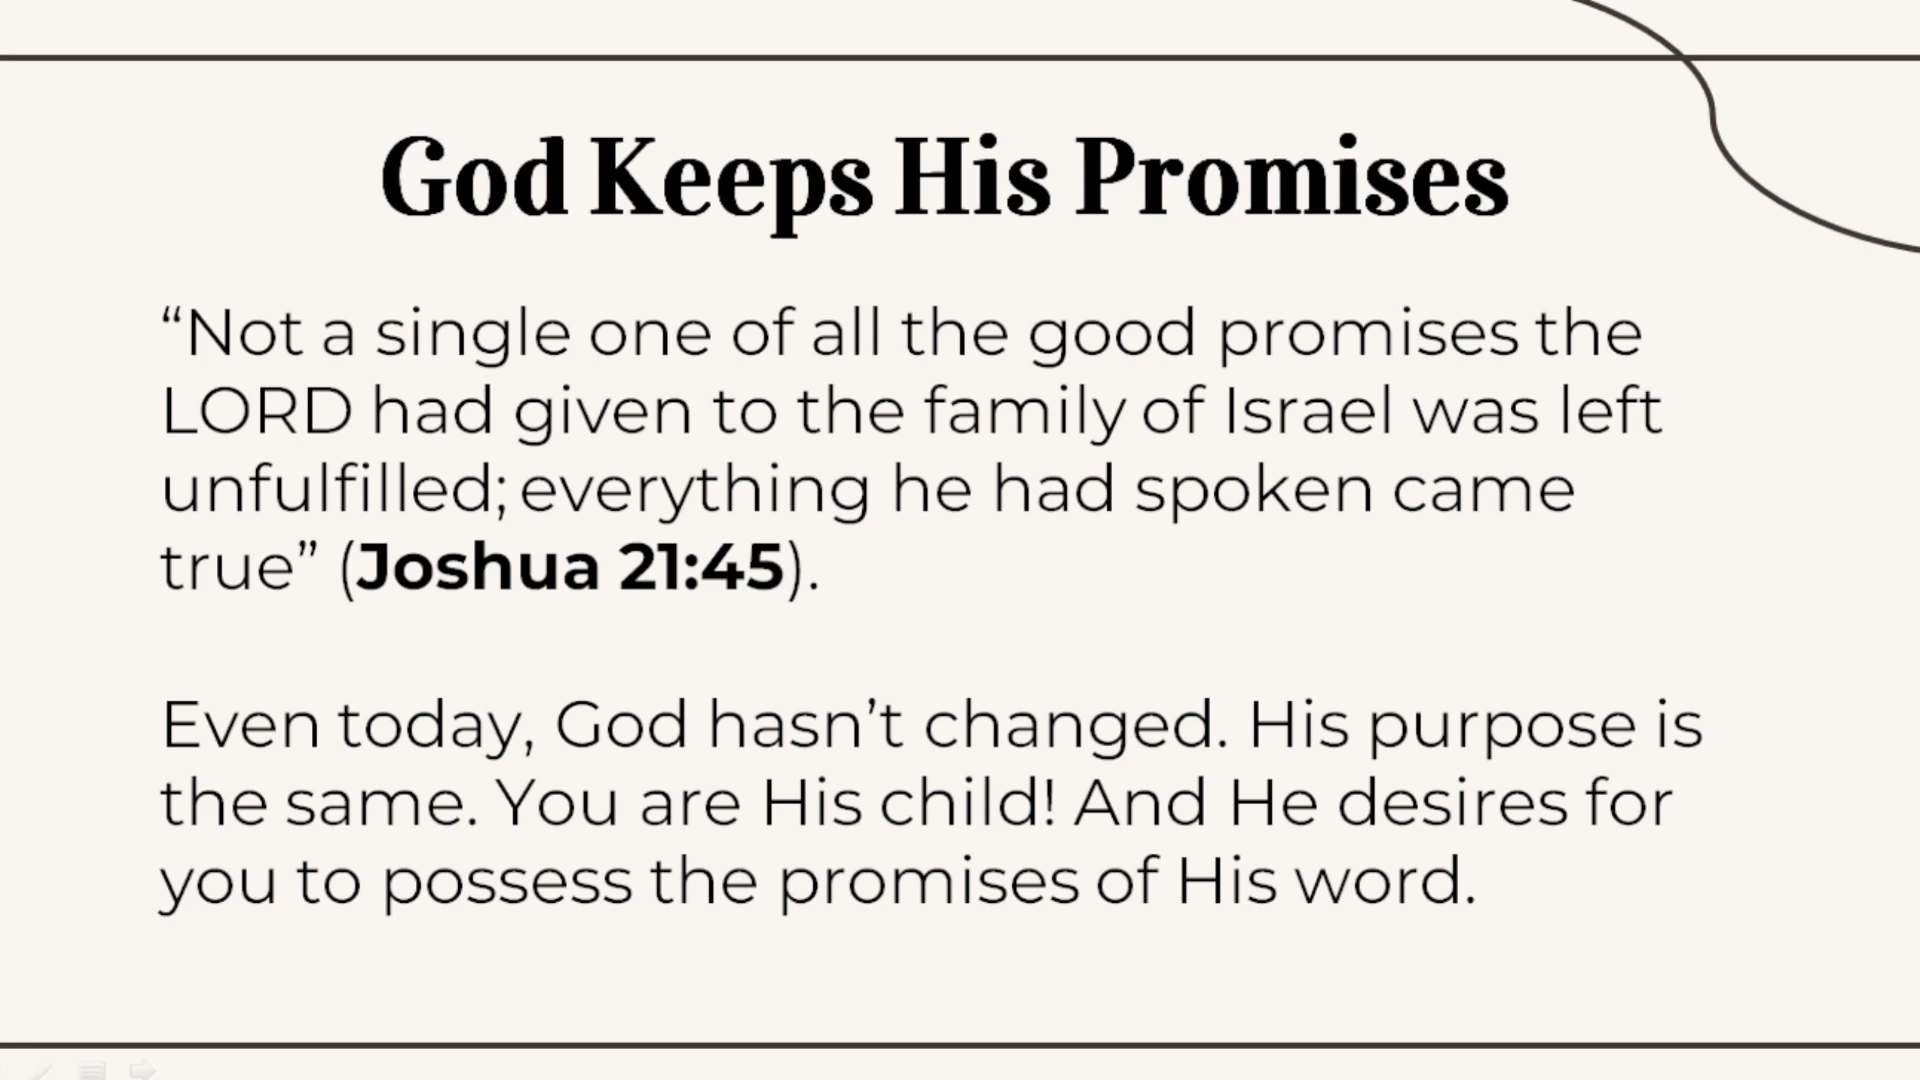 God Keeps His Promises
“Not a single one of all the good promises the
LORD had given to the family of Israel was left
unfulfilled; everything he had spoken came
true” (Joshua 21:45).
Even today, God hasn’t changed. His purpose is
the same. You are His child! And He desires for
you to possess the promises of His word.